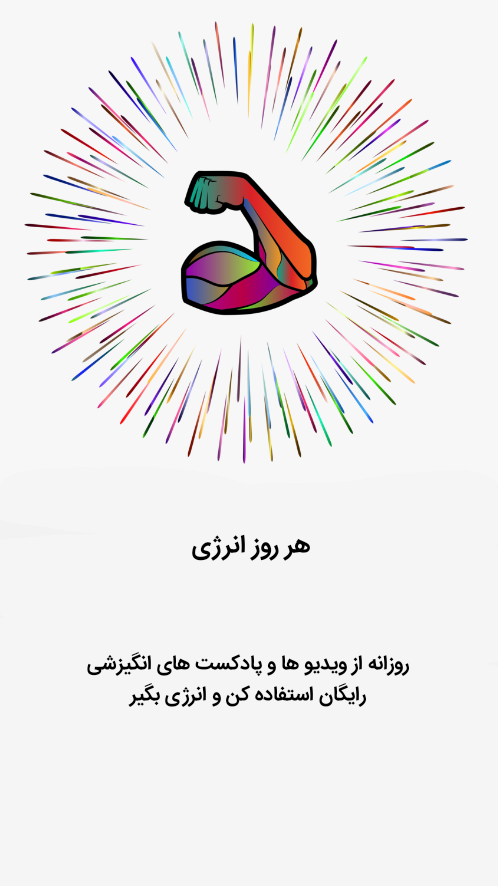 هر روز انرژی
روزانه از ویدیو ها و پادکست های انگیزشی
رایگان استفاده کن و انرژی بگیر